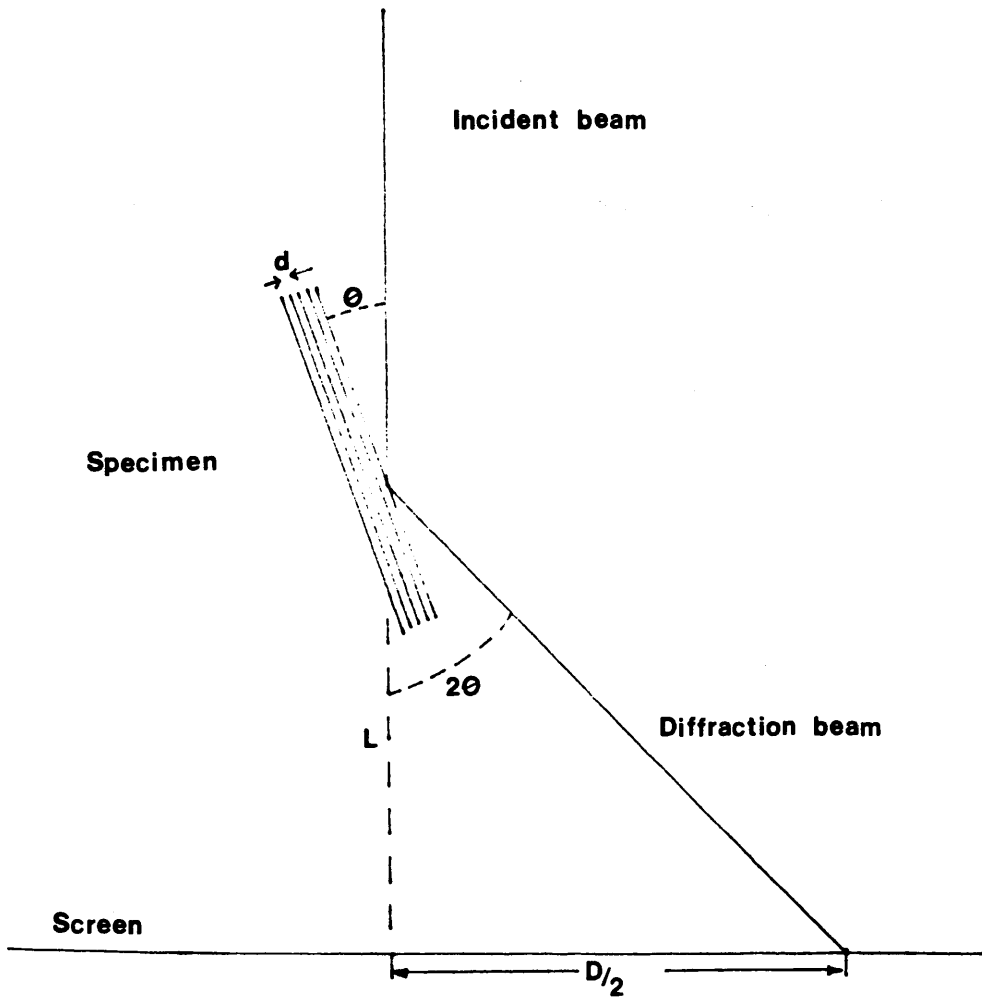 Incident beam
d
θ
Specimen
2θ
L
Diffraction beam
Screen
D/2